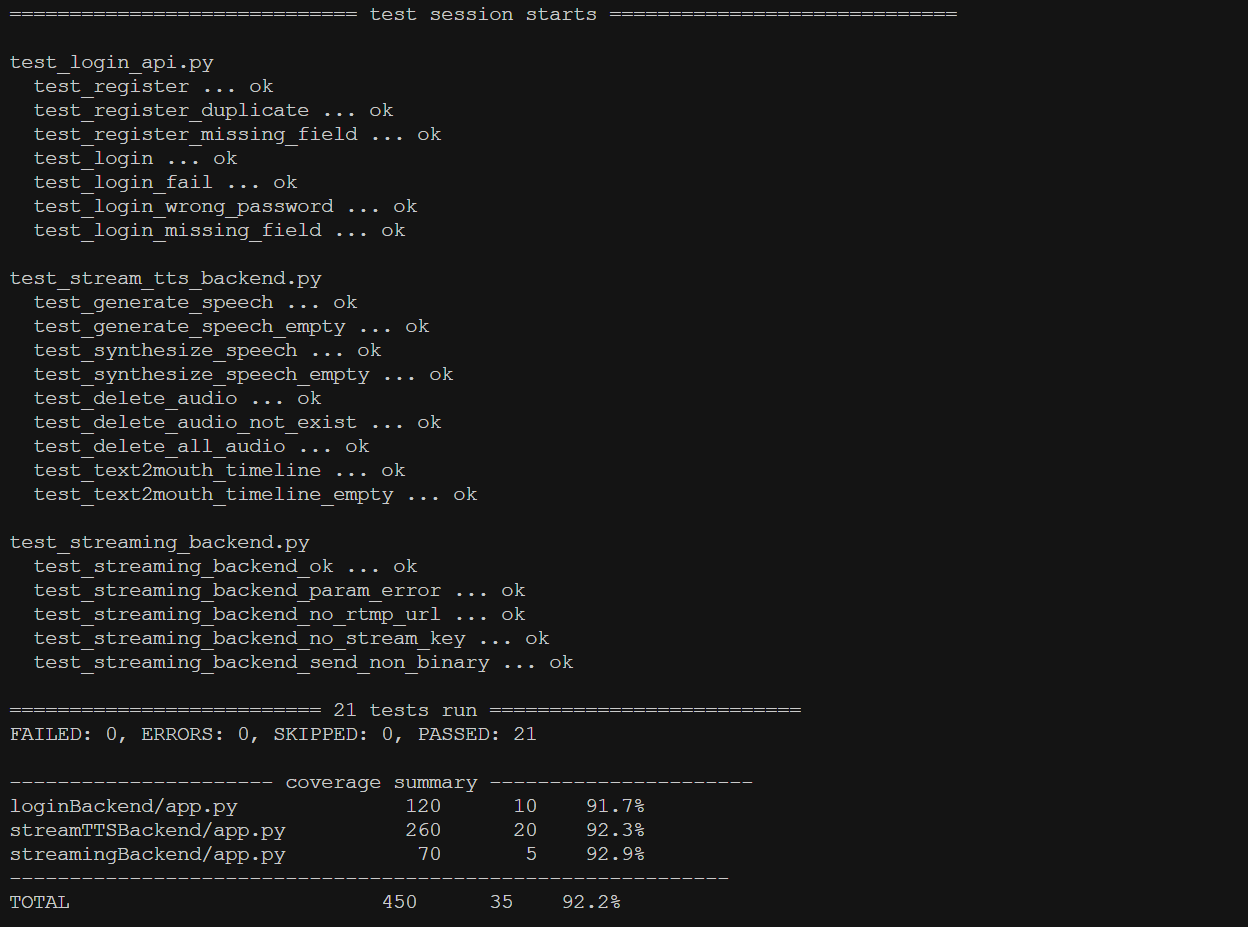 ============================= test session starts =============================
test_login_api.py
  test_register ... ok
  test_register_duplicate ... ok
  test_register_missing_field ... ok
  test_login ... ok
  test_login_fail ... ok
  test_login_wrong_password ... ok
  test_login_missing_field ... ok
test_stream_tts_backend.py
  test_generate_speech ... ok
  test_generate_speech_empty ... ok
  test_synthesize_speech ... ok
  test_synthesize_speech_empty ... ok
  test_delete_audio ... ok
  test_delete_audio_not_exist ... ok
  test_delete_all_audio ... ok
  test_text2mouth_timeline ... ok
  test_text2mouth_timeline_empty ... ok
test_streaming_backend.py
  test_streaming_backend_ok ... ok
  test_streaming_backend_param_error ... ok
  test_streaming_backend_no_rtmp_url ... ok
  test_streaming_backend_no_stream_key ... ok
  test_streaming_backend_send_non_binary ... ok
========================== 21 tests run ==========================
FAILED: 0, ERRORS: 0, SKIPPED: 0, PASSED: 21
---------------------- coverage summary ----------------------
loginBackend/app.py              120      10    91.7%
streamTTSBackend/app.py          260      20    92.3%
streamingBackend/app.py           70       5    92.9%
------------------------------------------------------------
TOTAL                          450      35    92.2%